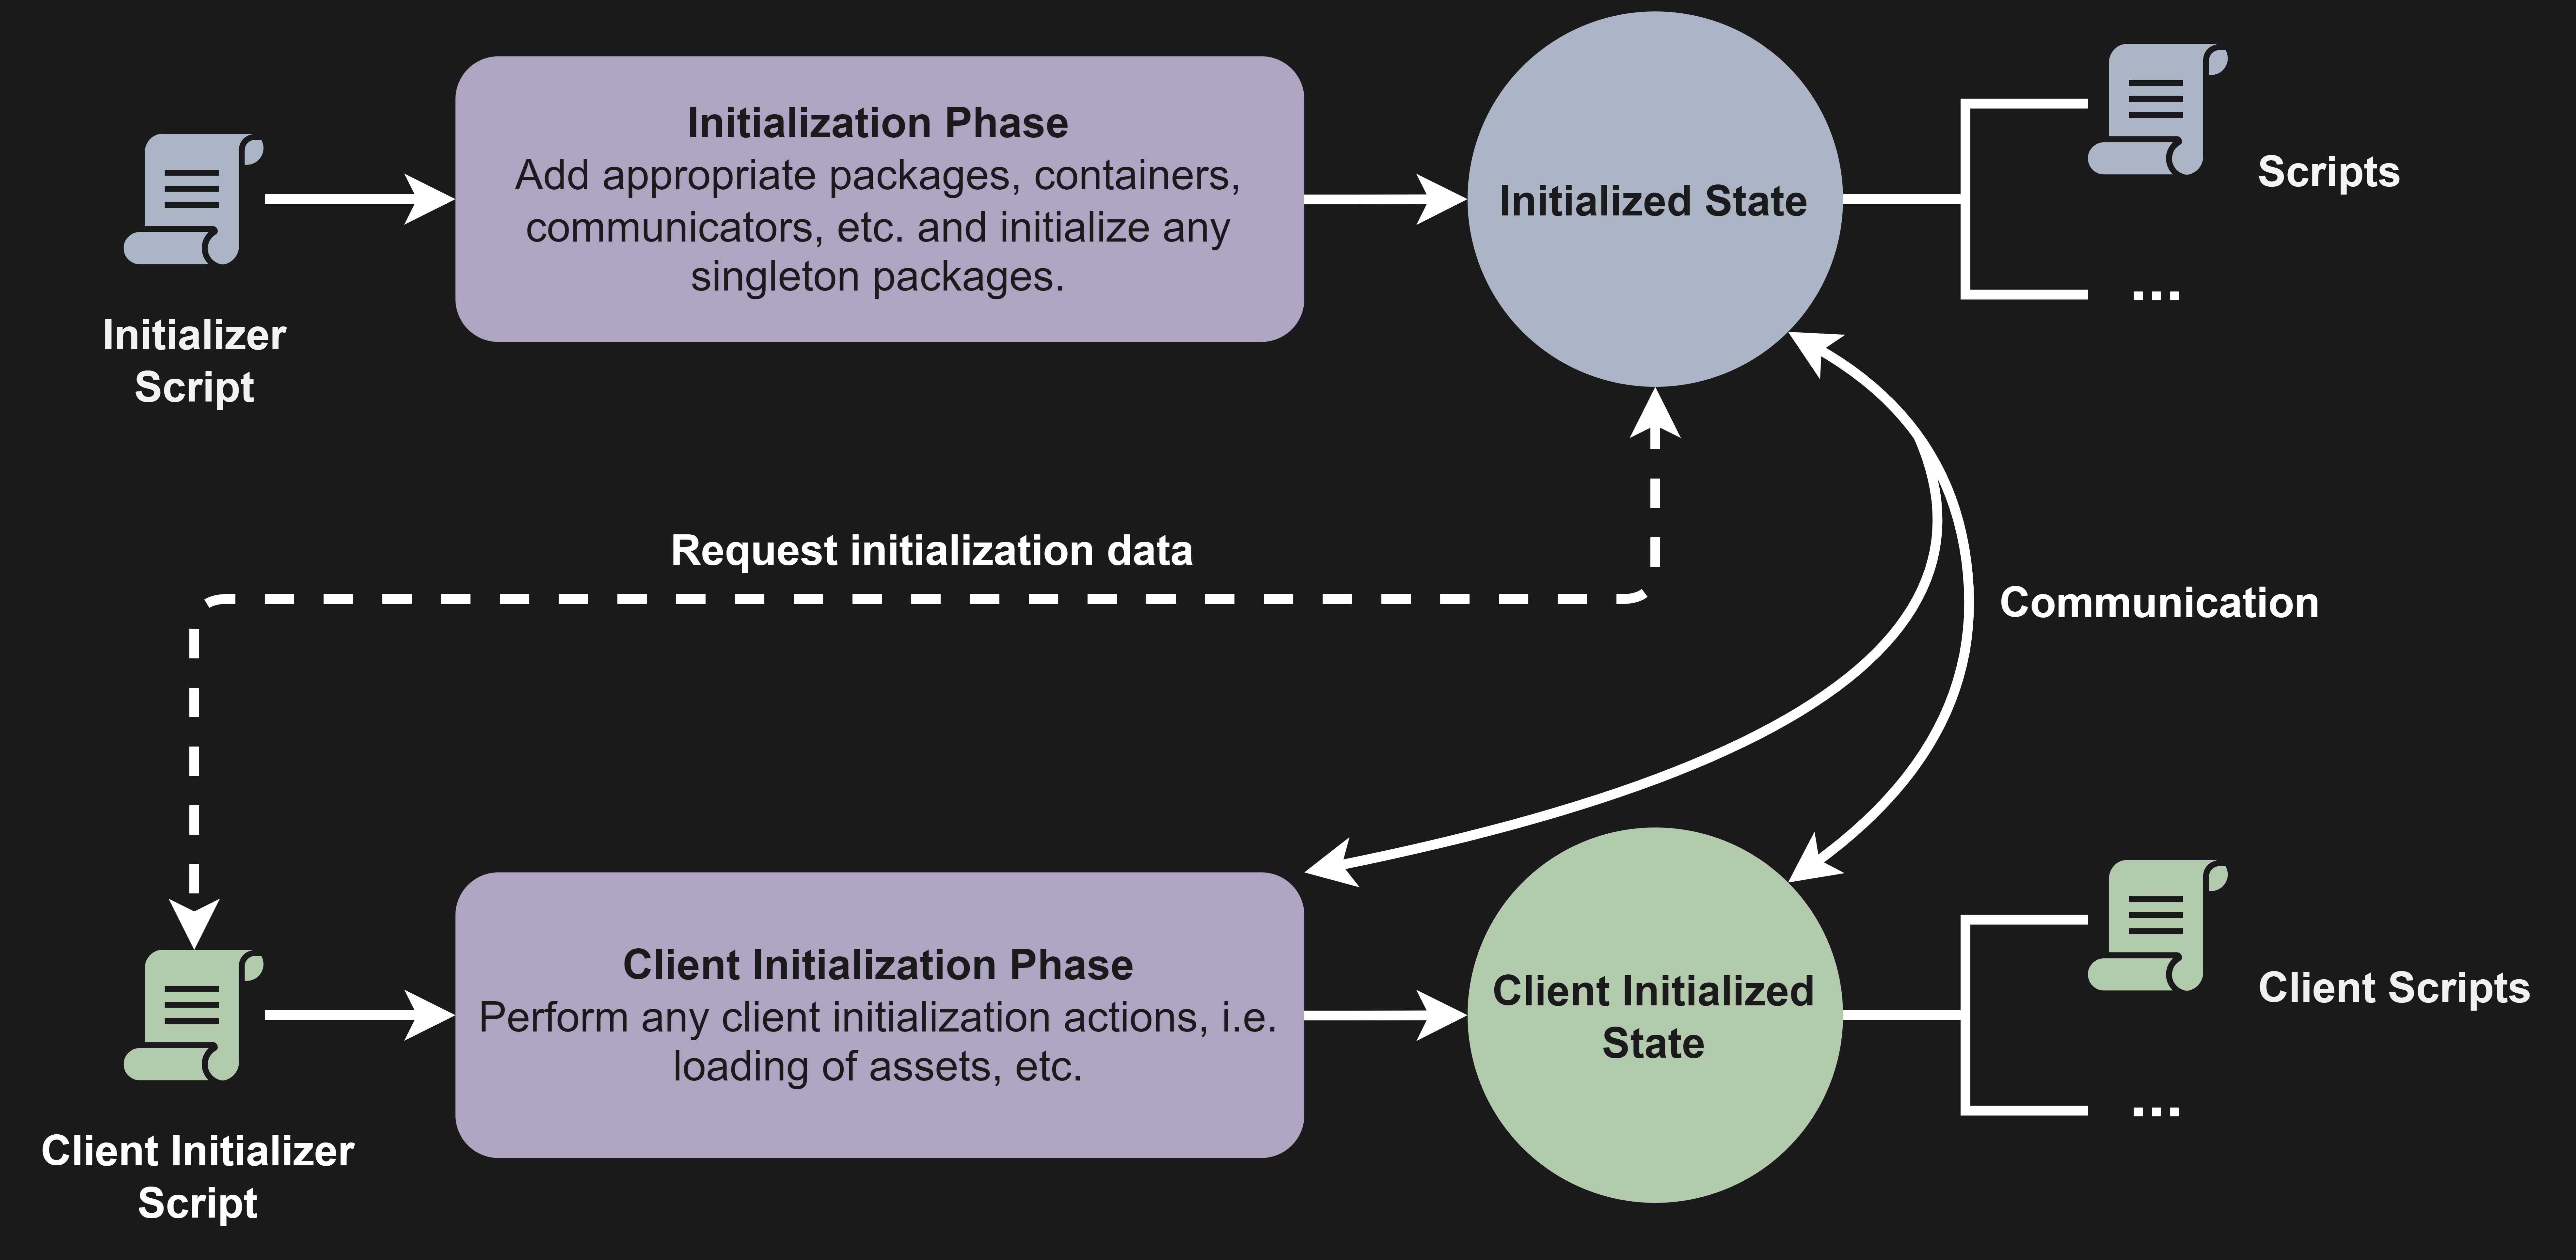 Initializer
Script
Initialization Phase
Add appropriate packages, containers,
communicators, etc. and initialize any
singleton packages.
Initialized State
Scripts
...
Request initialization data
Communication
Client Initializer
Script
Client Initialization Phase
Perform any client initialization actions, i.e.
loading of assets, etc.
Client Initialized
State
Client Scripts
...